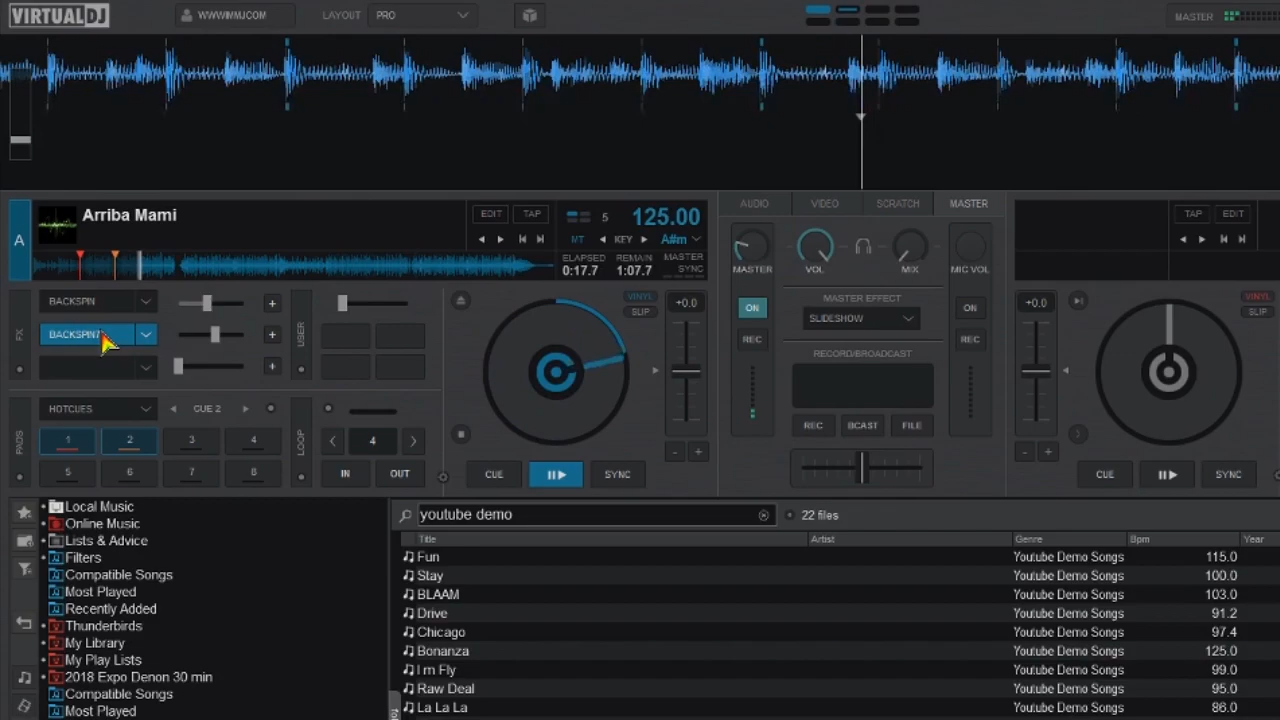 VIRTUALDJ
WWWIMMJCOM
LAYOUT PRO
MASTER
A
Arriba Mami
EDIT TAP
5 125.00
MT KEY A#m
ELAPSED 0:17.7
REMAIN 1:07.7
MASTER SYNC
AUDIO VIDEO SCRATCH MASTER
MASTER VOL MIX MIC VOL
MASTER EFFECT
SLIDESHOW
ON ON
REC REC
RECORD/BROADCAST
REC BCAST FILE
TAP EDIT
FX
BACKSPIN
BACKSPIN
USER
VINYL
SLIP
+0.0
+0.0
VINYL
SLIP
PADS
HOTCUES CUE 2
1 2 3 4
5 6 7 8
LOOP
4
IN OUT
CUE SYNC
CUE SYNC
Local Music
Online Music
Lists & Advice
Filters
Compatible Songs
Most Played
Recently Added
Thunderbirds
My Library
My Play Lists
2018 Expo Denon 30 min
Compatible Songs
Most Played
youtube demo 22 files
Title Artist Genre Bpm Year
Fun Youtube Demo Songs 115.0
Stay Youtube Demo Songs 100.0
BLAAM Youtube Demo Songs 103.0
Drive Youtube Demo Songs 91.2
Chicago Youtube Demo Songs 97.4
Bonanza Youtube Demo Songs 125.0
I m Fly Youtube Demo Songs 99.0
Raw Deal Youtube Demo Songs 95.0
La La La Youtube Demo Songs 86.0